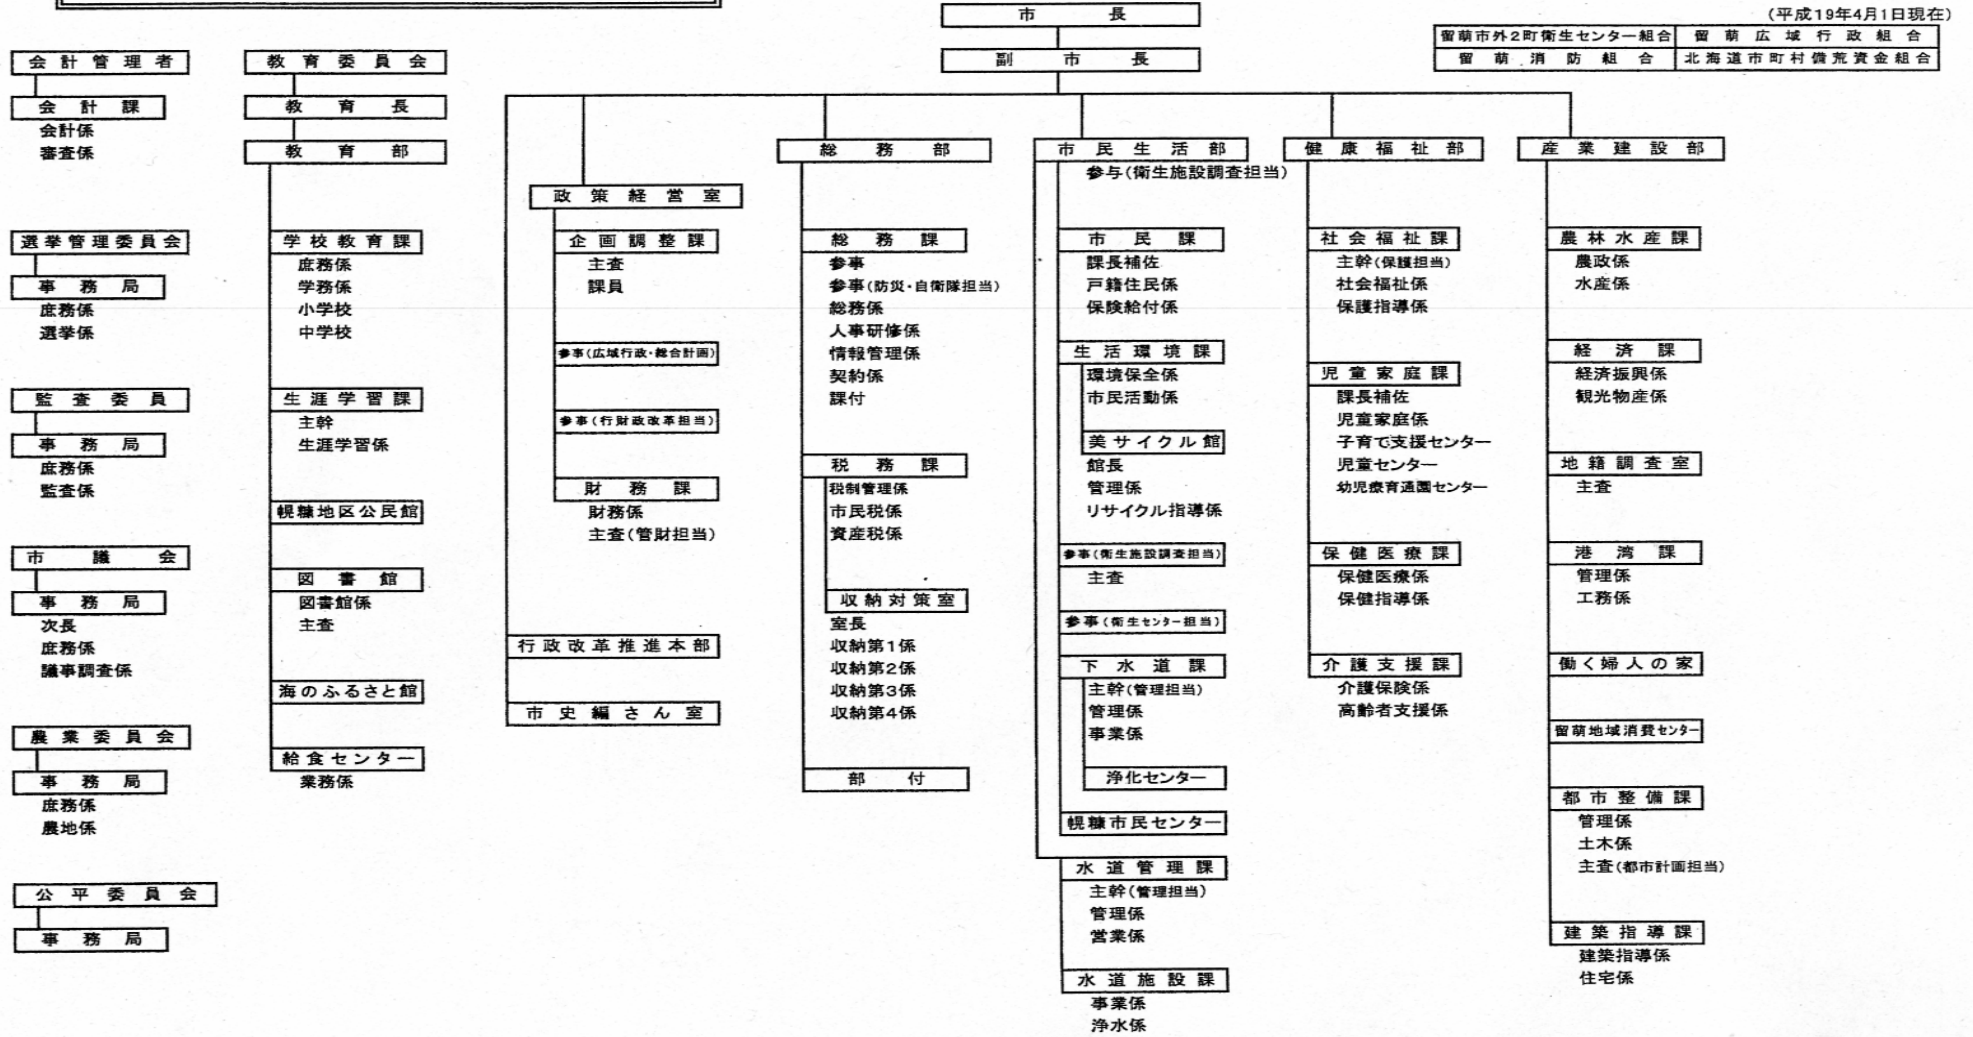 市長
(平成19年4月1日現在)
留萌市外2町衛生センター組合
留萌広域行政組合
留萌消防組合
北海道市町村備荒資金組合
副市長
会計管理者
会計課
会計係
審査係
選挙管理委員会
事務局
庶務係
選挙係
監査委員
事務局
庶務係
監査係
市議会
事務局
次長
庶務係
議事調査係
農業委員会
事務局
庶務係
農地係
公平委員会
事務局
教育委員会
教育長
教育部
学校教育課
庶務係
学務係
小学校
中学校
生涯学習課
主幹
生涯学習係
幌糠地区公民館
図書館
図書館係
主査
海のふるさと館
給食センター
業務係
政策経営室
企画調整課
主査
課員
参事(広域行政・総合計画)
参事(行財政改革担当)
財務課
財務係
主査(管財担当)
行政改革推進本部
市史編さん室
総務部
総務課
参事
参事(防災・自衛隊担当)
総務係
人事研修係
情報管理係
契約係
課付
税務課
税制管理係
市民税係
資産税係
収納対策室
室長
収納第1係
収納第2係
収納第3係
収納第4係
部付
市民生活部
参与(衛生施設調査担当)
市民課
課長補佐
戸籍住民係
保険給付係
生活環境課
環境保全係
市民活動係
美サイクル館
館長
管理係
リサイクル指導係
参事(衛生施設調査担当)
主査
参事(衛生センター担当)
下水道課
主幹(管理担当)
管理係
事業係
浄化センター
幌糠市民センター
水道管理課
主幹(管理担当)
管理係
営業係
水道施設課
事業係
浄水係
健康福祉部
社会福祉課
主幹(保護担当)
社会福祉係
保護指導係
児童家庭課
課長補佐
児童家庭係
子育て支援センター
児童センター
幼児療育通園センター
保健医療課
保健医療係
保健指導係
介護支援課
介護保険係
高齢者支援係
産業建設部
農林水産課
農政係
水産係
経済課
経済振興係
観光物産係
地籍調査室
主査
港湾課
管理係
工務係
働く婦人の家
留萌地域消費センター
都市整備課
管理係
土木係
主査(都市計画担当)
建築指導課
建築指導係
住宅係